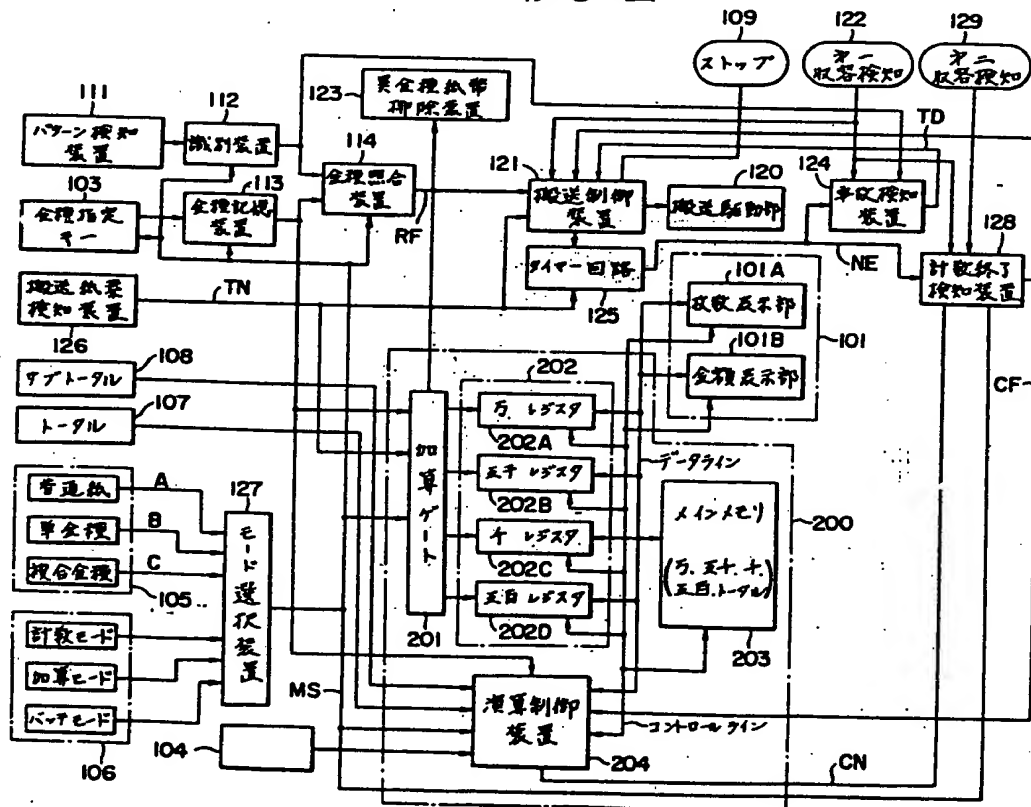 109
122
129
ストップ
第一
収容検知
第二
収容検知
111
112
123
異金種紙幣
排除装置
TD
パターン検知
装置
識別装置
114
金種照合
装置
121
搬送制御
装置
120
搬送駆動部
124
事故検知
装置
103
113
金種指定
キー
金種記憶
装置
RF
128
計数終了
検知装置
タイマー回路
NE
125
搬送紙葉
検知装置
TN
126
101A
枚数表示部
101B
金額表示部
101
108
サブトータル
107
トータル
202
CF
加算ゲート
201
万レジスタ
202A
五千レジスタ
202B
千レジスタ
202C
五百レジスタ
202D
データライン
メインメモリ
(万、五千、千、
五百、トータル)
203
200
普通紙
A
単金種
B
複合金種
C
105
127
モード選択装置
計数モード
加算モード
バッチモード
106
MS
104
演算制御
装置
204
コントロールライン
CN